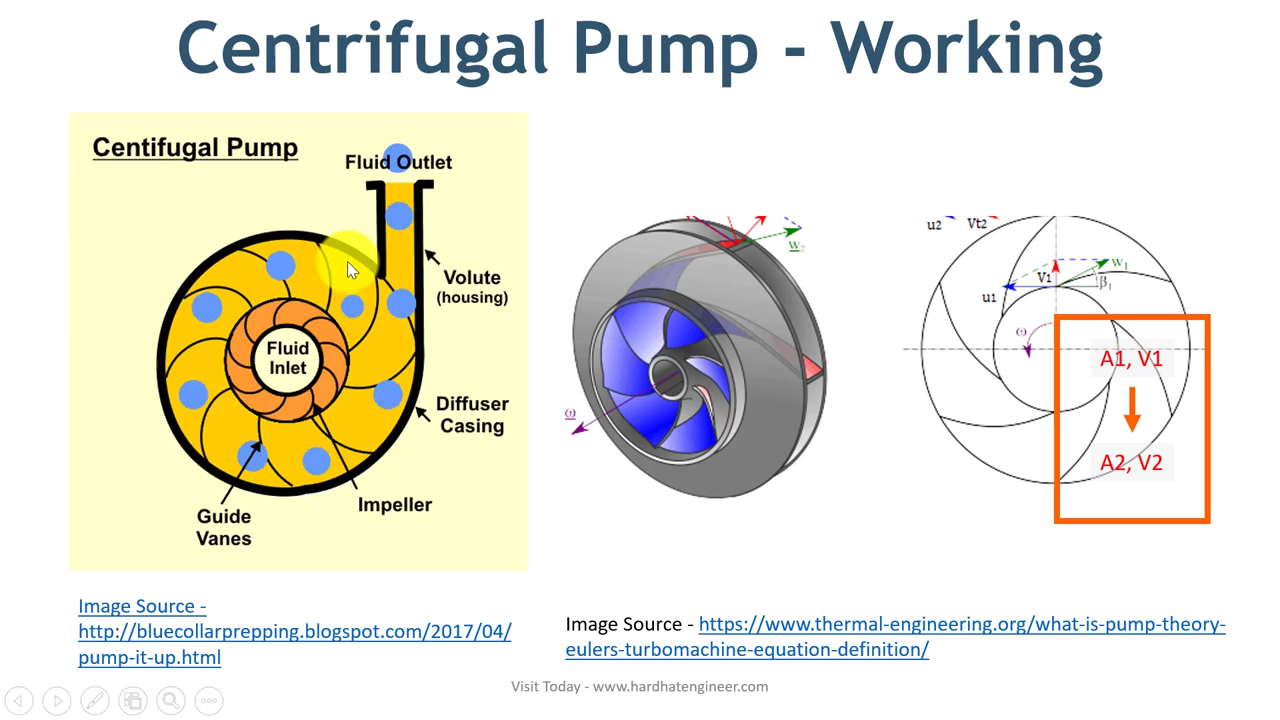 Centrifugal Pump - Working
Centifugal Pump
Fluid Outlet
Volute
(housing)
Fluid
Inlet
Diffuser
Casing
Impeller
Guide
Vanes
w2
ω
u2
Vt2
V1
w1
β1
u1
ω
A1, V1
A2, V2
Image Source -
http://bluecollarprepping.blogspot.com/2017/04/
pump-it-up.html
Image Source - https://www.thermal-engineering.org/what-is-pump-theory-
eulers-turbomachine-equation-definition/
Visit Today - www.hardhatengineer.com